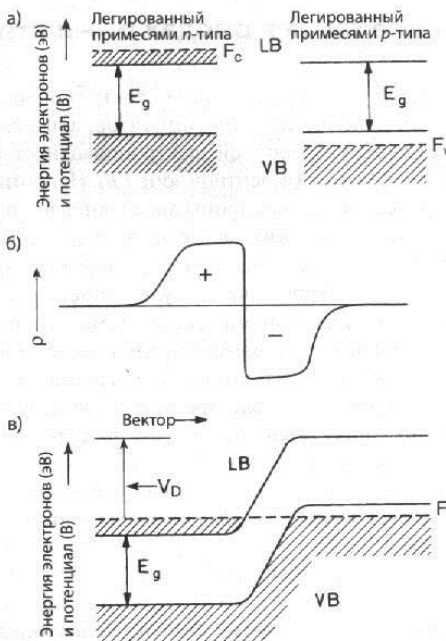 а)
Легированный
примесями n-типа
Легированный
примесями p-типа
Энергия электронов (эВ)
и потенциал (В)
F_c
LB
E_g
E_g
VB
F_v
б)
ρ
+
−
в)
Вектор
Энергия электронов (эВ)
и потенциал (В)
LB
V_D
F
E_g
VB